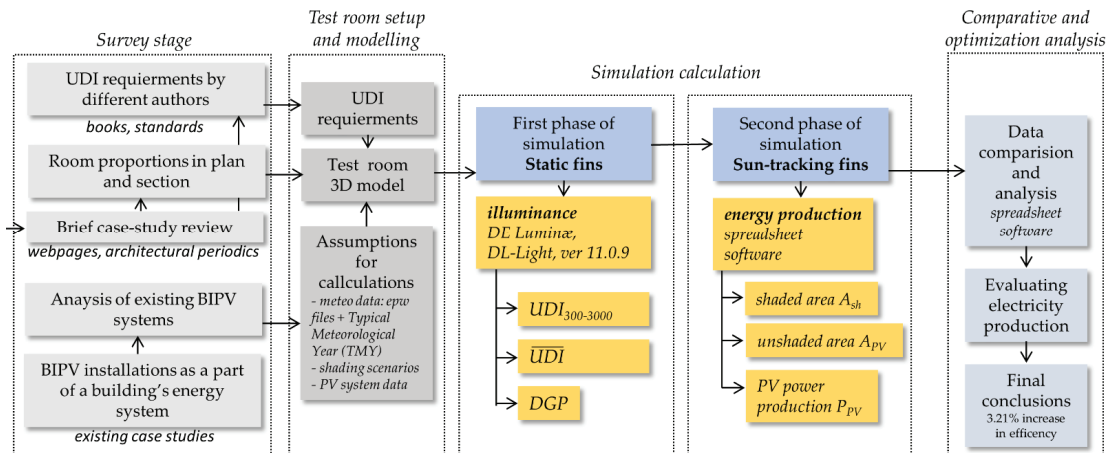 Survey stage
UDI requierments by
different authors
books, standards
Room proportions in plan
and section
Brief case-study review
webpages, architectural periodics
Ananysis of existing BIPV
systems
BIPV installations as a part
of a building's energy
system
existing case studies
Test room setup
and modelling
UDI
requierments
Test room
3D model
Assumptions
for
callculations
- meteo data: epw
files + Typical
Meteorological
Year (TMY)
- shading scenarios
- PV system data
Simulation calculation
First phase of
simulation
Static fins
illuminance
DE Luminæ,
DL-Light, ver 11.0.9
UDI300-3000
U̅D̅I̅
DGP
Second phase of
simulation
Sun-tracking fins
energy production
spreadsheet
software
shaded area Ash
unshaded area APV
PV power
production PPV
Comparative and
optimization analysis
Data
comparision
and
analysis
spreadsheet
software
Evaluating
electricity
production
Final
conclusions
3.21% increase
in efficency